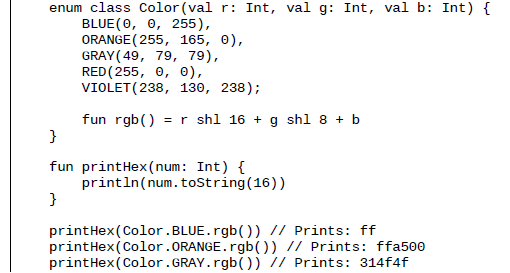 enum class Color(val r: Int, val g: Int, val b: Int) {
    BLUE(0, 0, 255),
    ORANGE(255, 165, 0),
    GRAY(49, 79, 79),
    RED(255, 0, 0),
    VIOLET(238, 130, 238);

    fun rgb() = r shl 16 + g shl 8 + b
}

fun printHex(num: Int) {
    println(num.toString(16))
}

printHex(Color.BLUE.rgb()) // Prints: ff
printHex(Color.ORANGE.rgb()) // Prints: ffa500
printHex(Color.GRAY.rgb()) // Prints: 314f4f